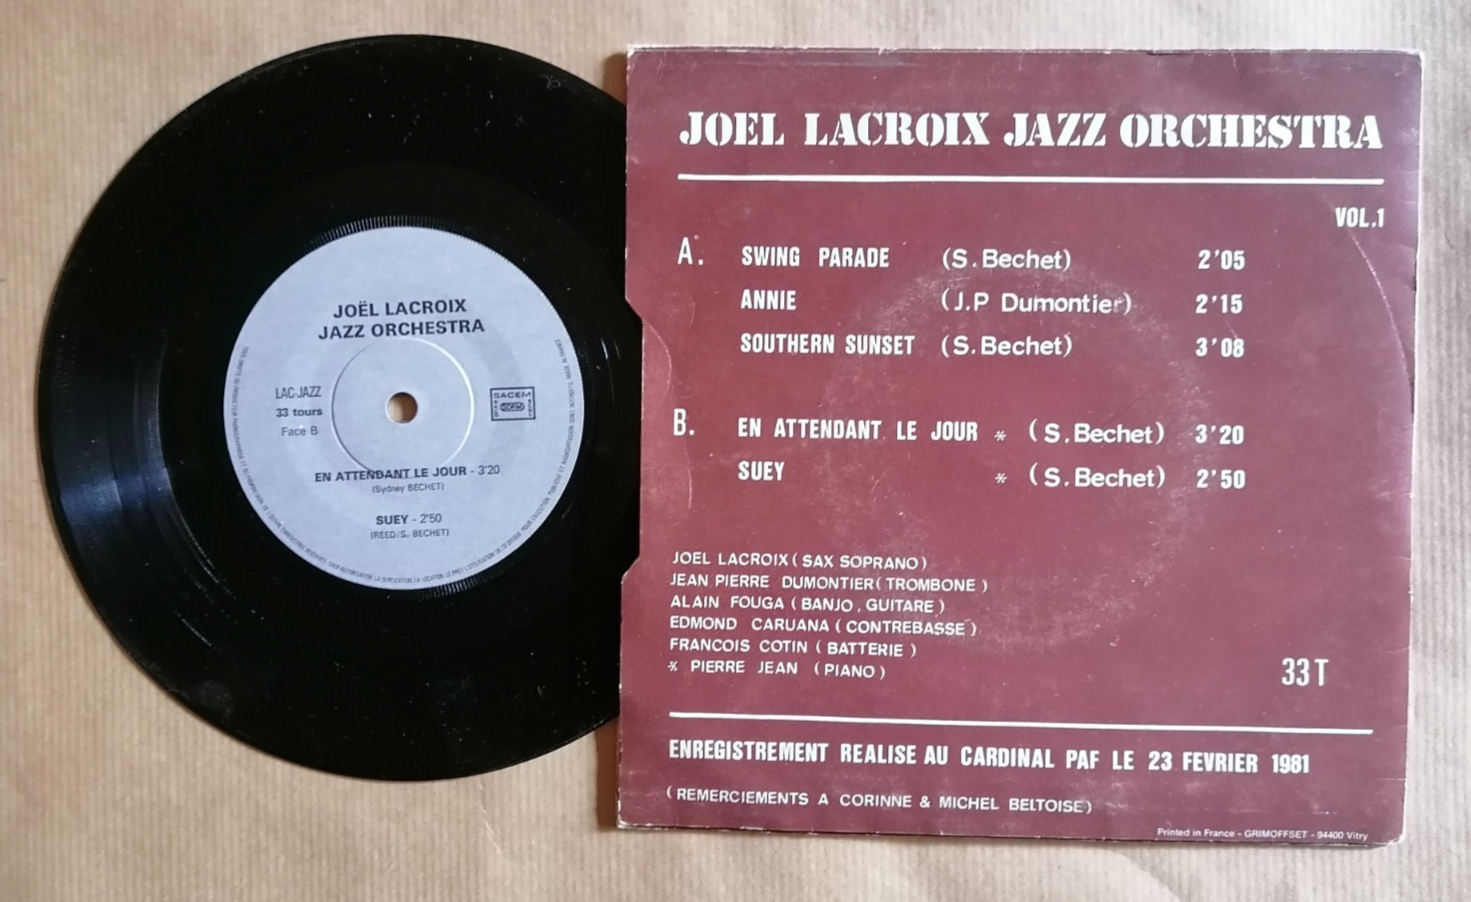 JOËL LACROIX
JAZZ ORCHESTRA
LAC-JAZZ
33 tours
Face B
SACEM
EN ATTENDANT LE JOUR - 3'20
(Sydney BECHET)
SUEY - 2'50
(REED/S. BECHET)
JOEL LACROIX JAZZ ORCHESTRA
VOL.1
A. SWING PARADE (S. Bechet) 2'05
ANNIE (J.P Dumontier) 2'15
SOUTHERN SUNSET (S. Bechet) 3'08
B. EN ATTENDANT LE JOUR * (S. Bechet) 3'20
SUEY * (S. Bechet) 2'50
JOEL LACROIX ( SAX SOPRANO )
JEAN PIERRE DUMONTIER ( TROMBONE )
ALAIN FOUGA ( BANJO , GUITARE )
EDMOND CARUANA ( CONTREBASSE )
FRANCOIS COTIN ( BATTERIE )
* PIERRE JEAN ( PIANO )
33 T
ENREGISTREMENT REALISE AU CARDINAL PAF LE 23 FEVRIER 1981
( REMERCIEMENTS A CORINNE & MICHEL BELTOISE )
Printed in France - GRIMOFFSET - 94400 Vitry